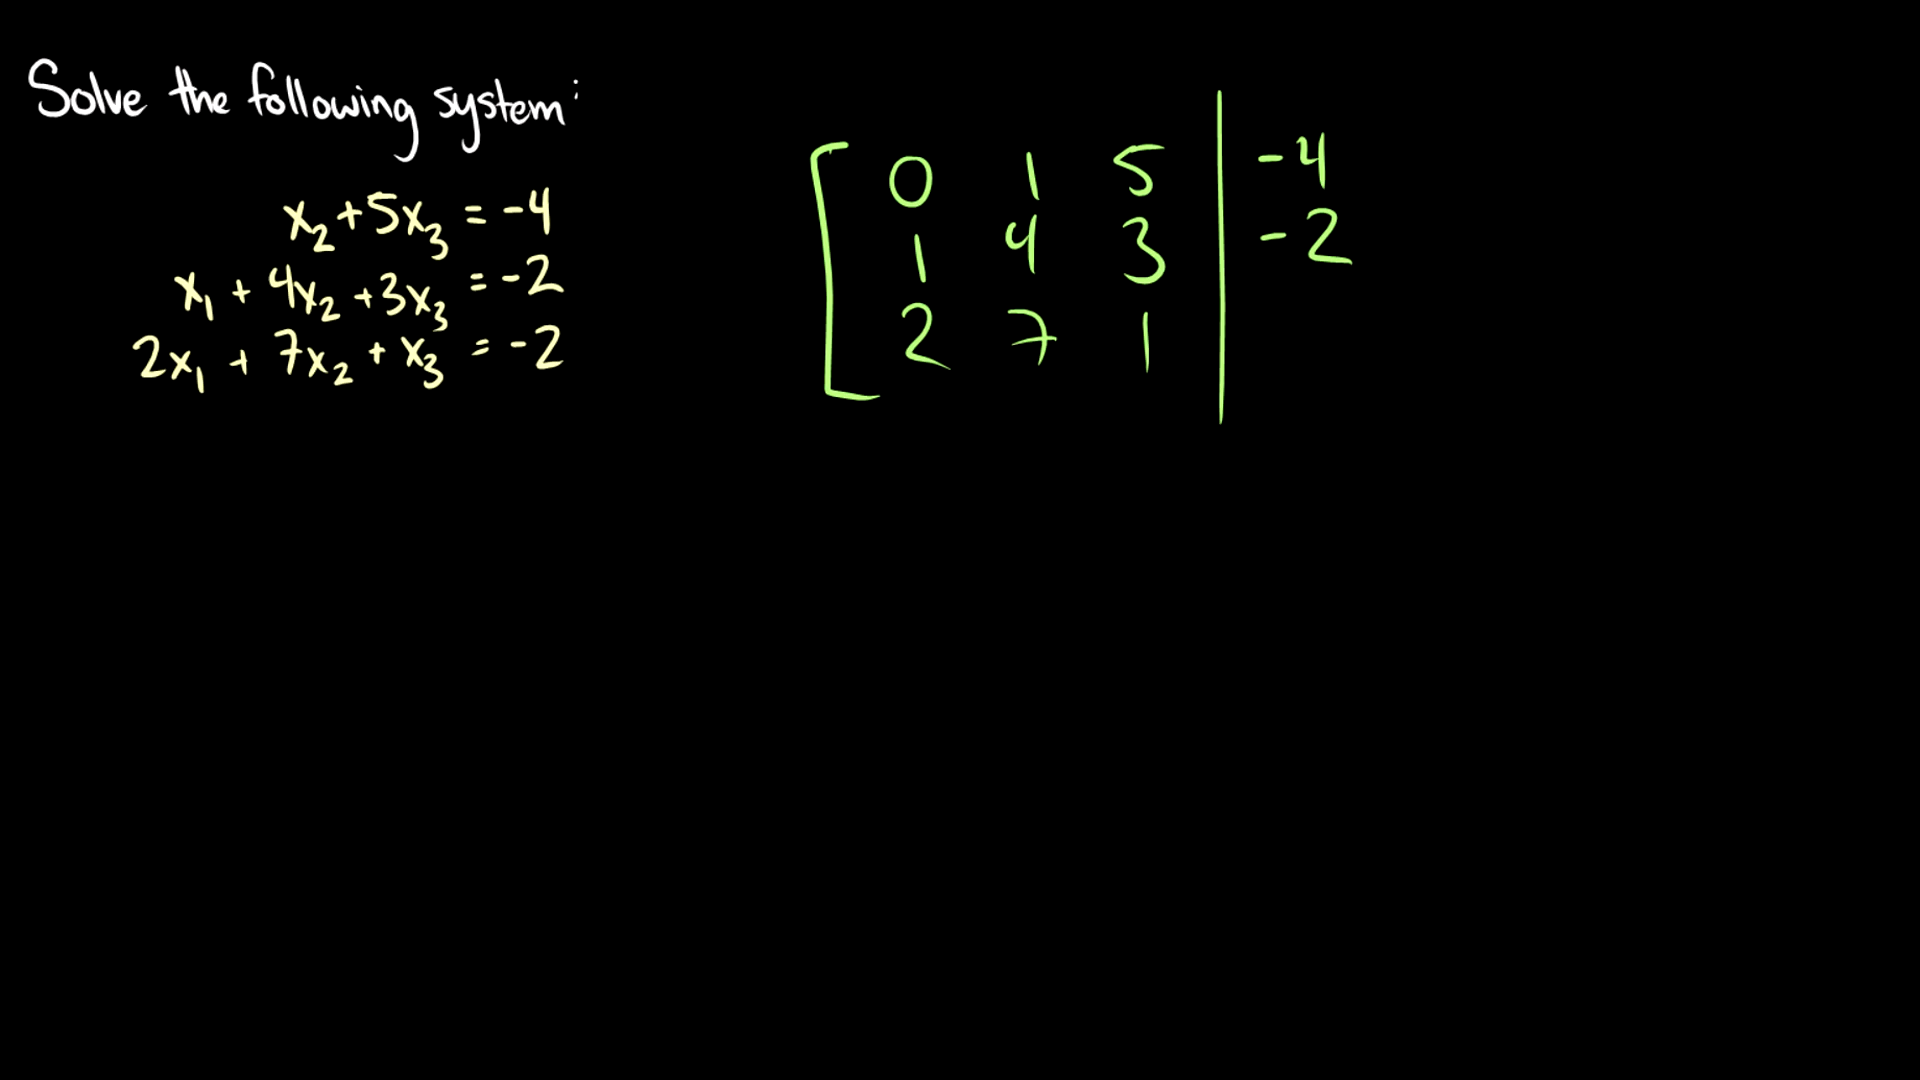 Solve the following system:
x₂ + 5x₃ = -4
x₁ + 4x₂ + 3x₃ = -2
2x₁ + 7x₂ + x₃ = -2
[ 0 1 5 | -4
1 4 3 | -2
2 7 1 |